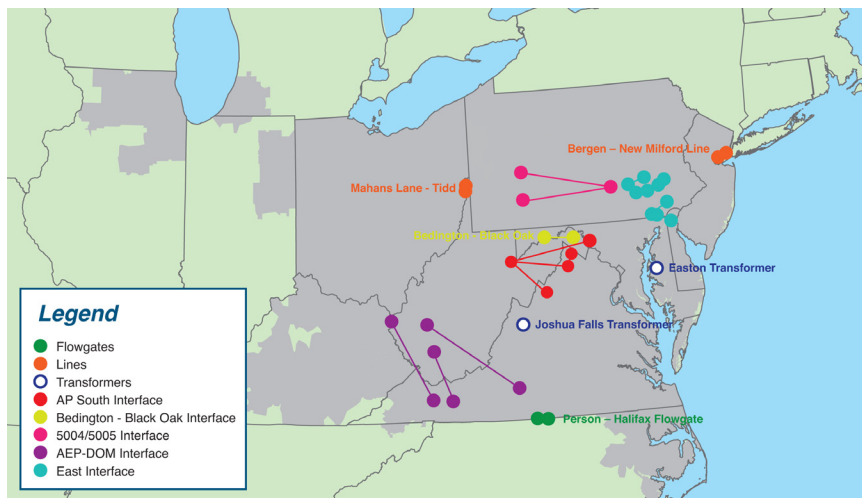 Bergen – New Milford Line
Mahans Lane - Tidd
Bedington - Black Oak
Easton Transformer
Joshua Falls Transformer
Person – Halifax Flowgate
Legend
Flowgates
Lines
Transformers
AP South Interface
Bedington - Black Oak Interface
5004/5005 Interface
AEP-DOM Interface
East Interface